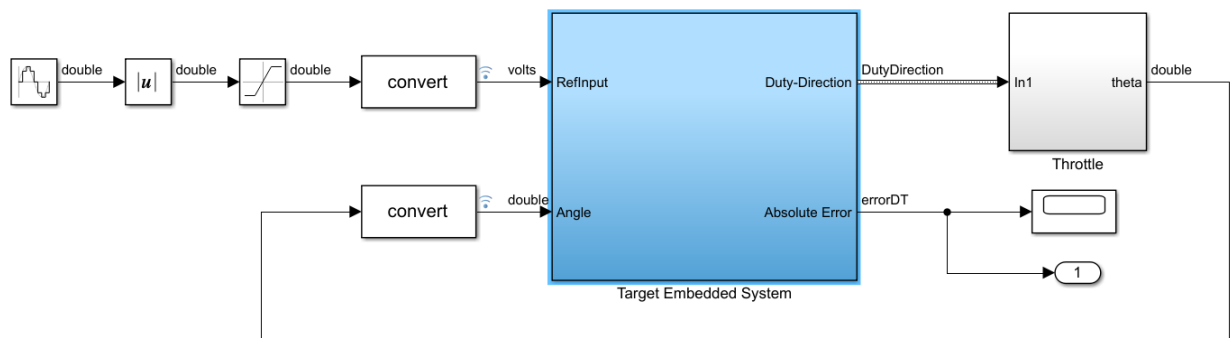 double
double
double
convert
volts
RefInput
Duty-Direction
DutyDirection
In1
theta
double
Throttle
|u|
convert
double
Angle
Absolute Error
errorDT
1
Target Embedded System